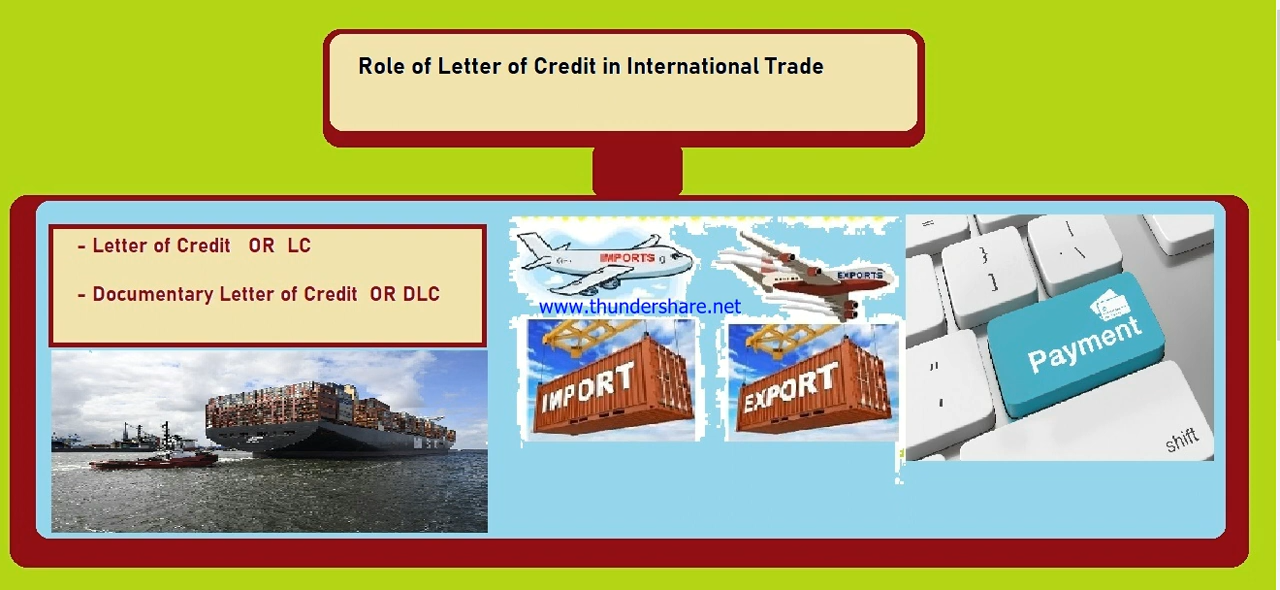 Role of Letter of Credit in International Trade
- Letter of Credit OR LC
- Documentary Letter of Credit OR DLC
IMPORTS
EXPORTS
www.thundershare.net
IMPORT
EXPORT
=
}
]
|
\
"
'
Payment
shift